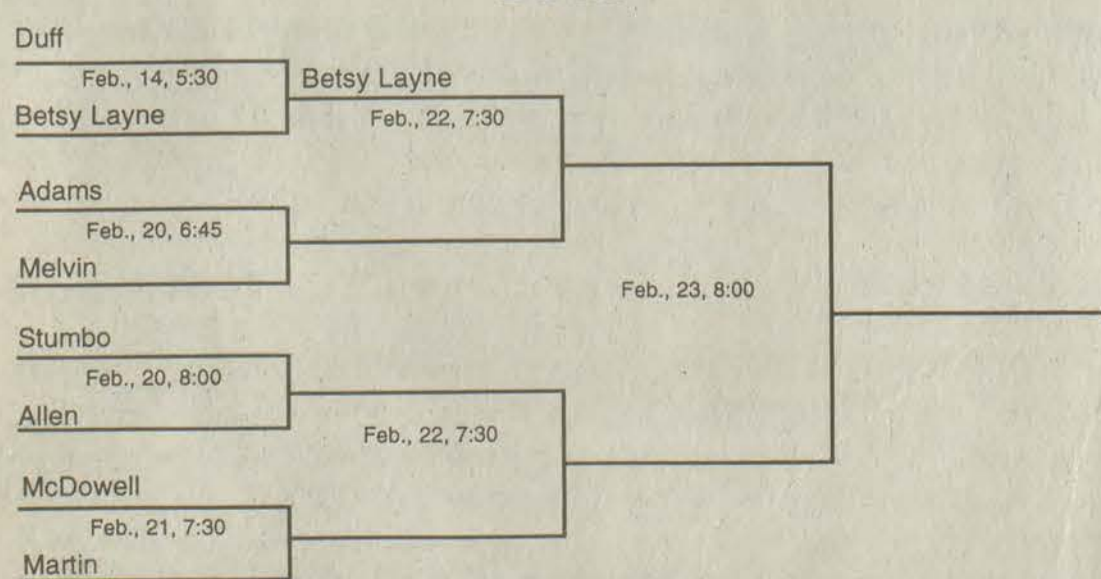 Duff
Feb., 14, 5:30
Betsy Layne
Betsy Layne
Feb., 22, 7:30
Adams
Feb., 20, 6:45
Melvin
Feb., 23, 8:00
Stumbo
Feb., 20, 8:00
Allen
Feb., 22, 7:30
McDowell
Feb., 21, 7:30
Martin